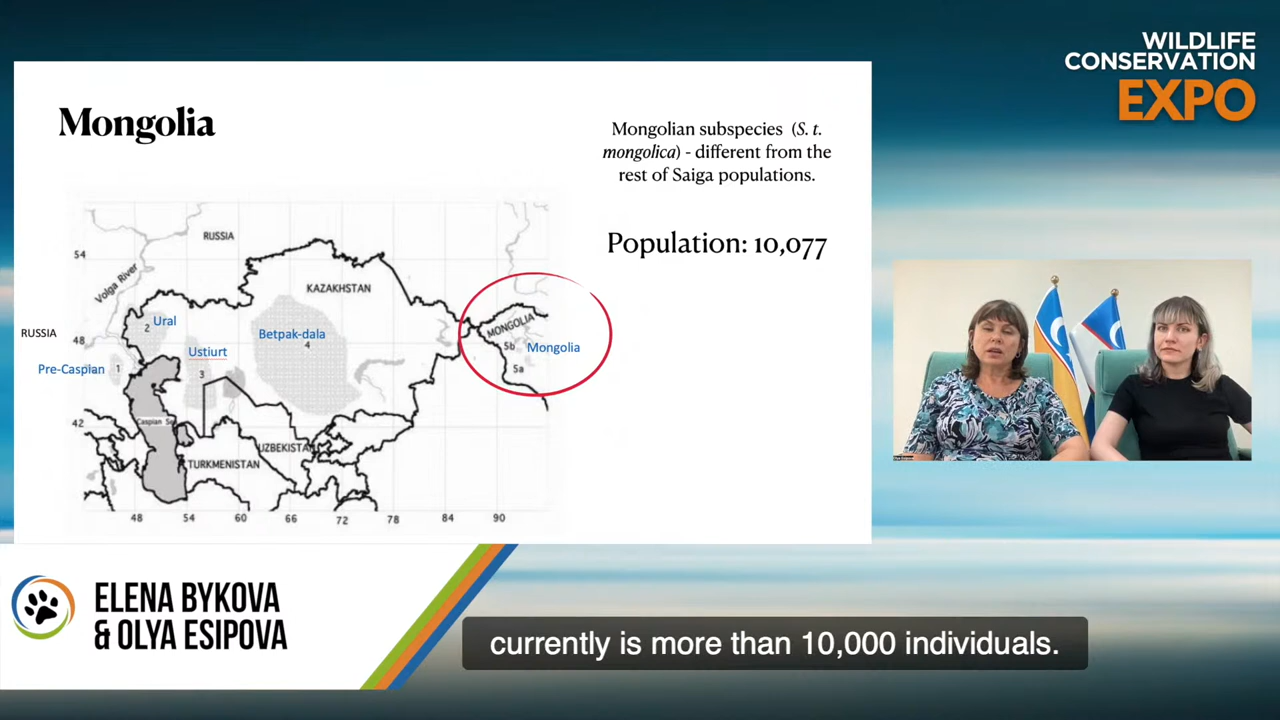 WILDLIFE
CONSERVATION
EXPO
Mongolia
Mongolian subspecies (S. t.
mongolica) - different from the
rest of Saiga populations.
Population: 10,077
RUSSIA
54
Volga River
KAZAKHSTAN
MONGOLIA
RUSSIA
2
Ural
48
Betpak-dala
4
5b
Mongolia
Ustiurt
Pre-Caspian
1
3
5a
42
Caspian Se
UZBEKISTA
TURKMENISTAN
48
54
60
66
72
78
84
90
ELENA BYKOVA
& OLYA ESIPOVA
currently is more than 10,000 individuals.